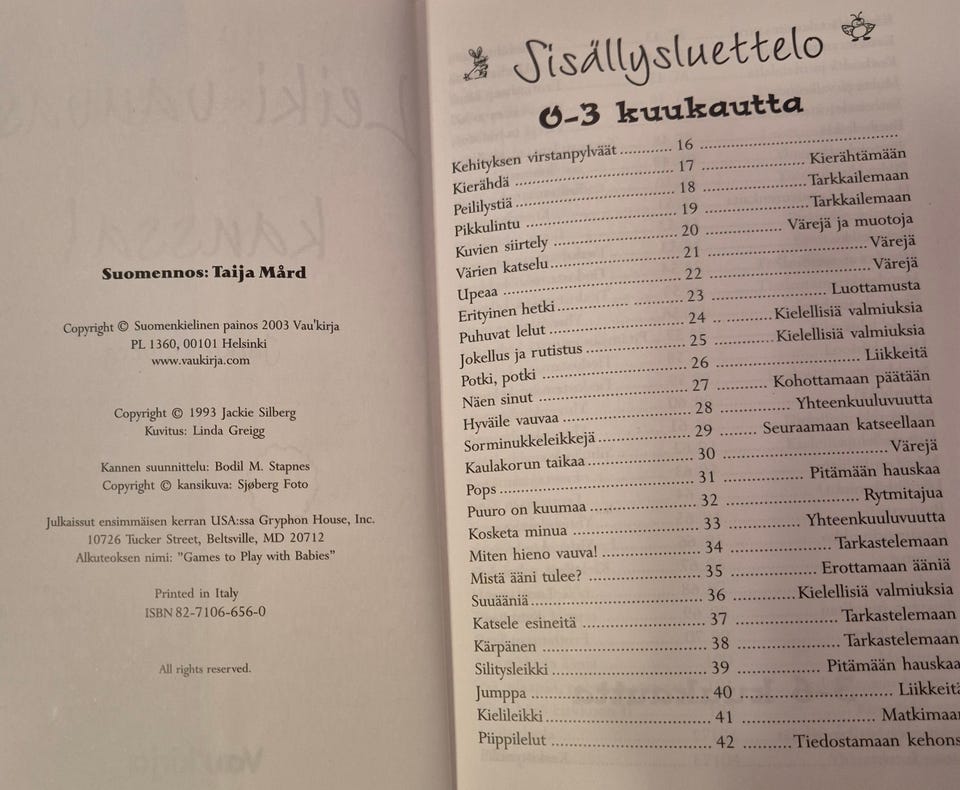 Suomennos: Taija Mård
Copyright © Suomenkielinen painos 2003 Vau'kirja
PL 1360, 00101 Helsinki
www.vaukirja.com
Copyright © 1993 Jackie Silberg
Kuvitus: Linda Greigg
Kannen suunnittelu: Bodil M. Stapnes
Copyright © kansikuva: Sjøberg Foto
Julkaissut ensimmäisen kerran USA:ssa Gryphon House, Inc.
10726 Tucker Street, Beltsville, MD 20712
Alkuteoksen nimi: "Games to Play with Babies"
Printed in Italy
ISBN 82-7106-656-0
All rights reserved.
Sisällysluettelo
0-3 kuukautta
Kehityksen virstanpylväät ........... 16 ...........
Kierähdä ........... 17 ........... Kierähtämään
Peililystiä ........... 18 ........... Tarkkailemaan
Pikkulintu ........... 19 ........... Tarkkailemaan
Kuvien siirtely ........... 20 ........... Värejä ja muotoja
Värien katselu ........... 21 ........... Värejä
Upeaa ........... 22 ........... Värejä
Erityinen hetki ........... 23 ........... Luottamusta
Puhuvat lelut ........... 24 ........... Kielellisiä valmiuksia
Jokellus ja rutistus ........... 25 ........... Kielellisiä valmiuksia
Potki, potki ........... 26 ........... Liikkeitä
Näen sinut ........... 27 ........... Kohottamaan päätään
Hyväile vauvaa ........... 28 ........... Yhteenkuuluvuutta
Sorminukkeleikkejä ........... 29 ........... Seuraamaan katseellaan
Kaulakorun taikaa ........... 30 ........... Värejä
Pops ........... 31 ........... Pitämään hauskaa
Puuro on kuumaa ........... 32 ........... Rytmitajua
Kosketa minua ........... 33 ........... Yhteenkuuluvuutta
Miten hieno vauva! ........... 34 ........... Tarkastelemaan
Mistä ääni tulee? ........... 35 ........... Erottamaan ääniä
Suuääniä ........... 36 ........... Kielellisiä valmiuksia
Katsele esineitä ........... 37 ........... Tarkastelemaan
Kärpänen ........... 38 ........... Tarkastelemaan
Silitysleikki ........... 39 ........... Pitämään hauskaa
Jumppa ........... 40 ........... Liikkeitä
Kielileikki ........... 41 ........... Matkimaan
Piippilelut ........... 42 ........... Tiedostamaan kehons